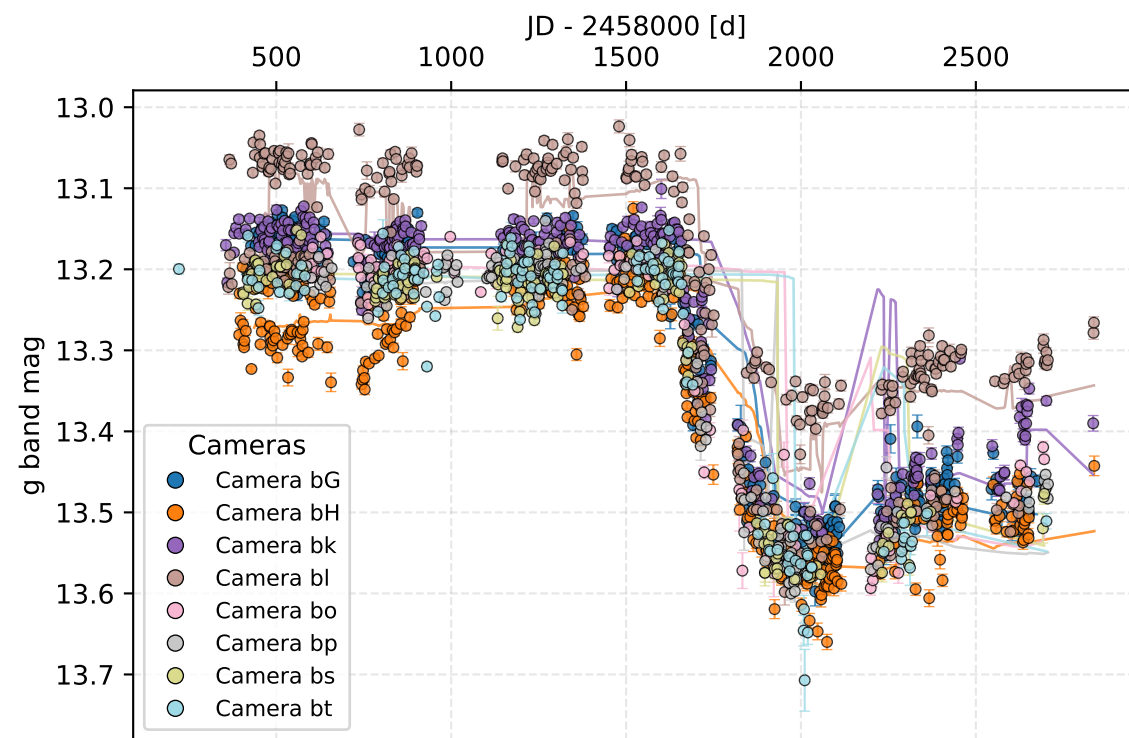 JD - 2458000 [d]
500 1000 1500 2000 2500
13.0
13.1
13.2
13.3
13.4
13.5
13.6
13.7
g band mag
Cameras
Camera bG
Camera bH
Camera bk
Camera bl
Camera bo
Camera bp
Camera bs
Camera bt